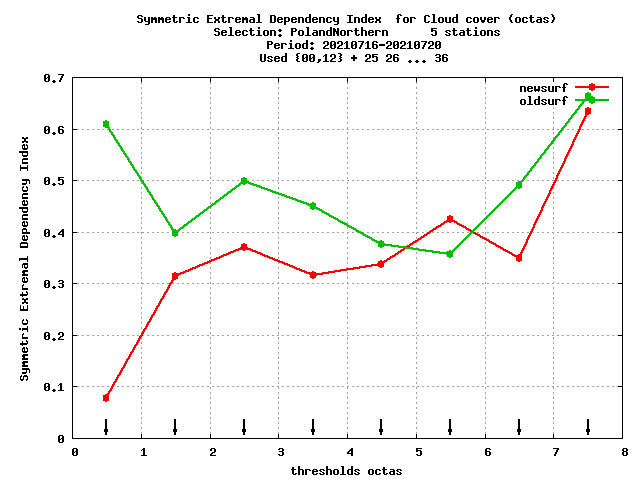 Symmetric Extremal Dependency Index  for Cloud cover (octas)
Selection: PolandNorthern      5 stations
Period: 20210716-20210720
Used {00,12} + 25 26 ... 36
newsurf
oldsurf
Symmetric Extremal Dependency Index
0.7
0.6
0.5
0.4
0.3
0.2
0.1
0
0 1 2 3 4 5 6 7 8
thresholds octas